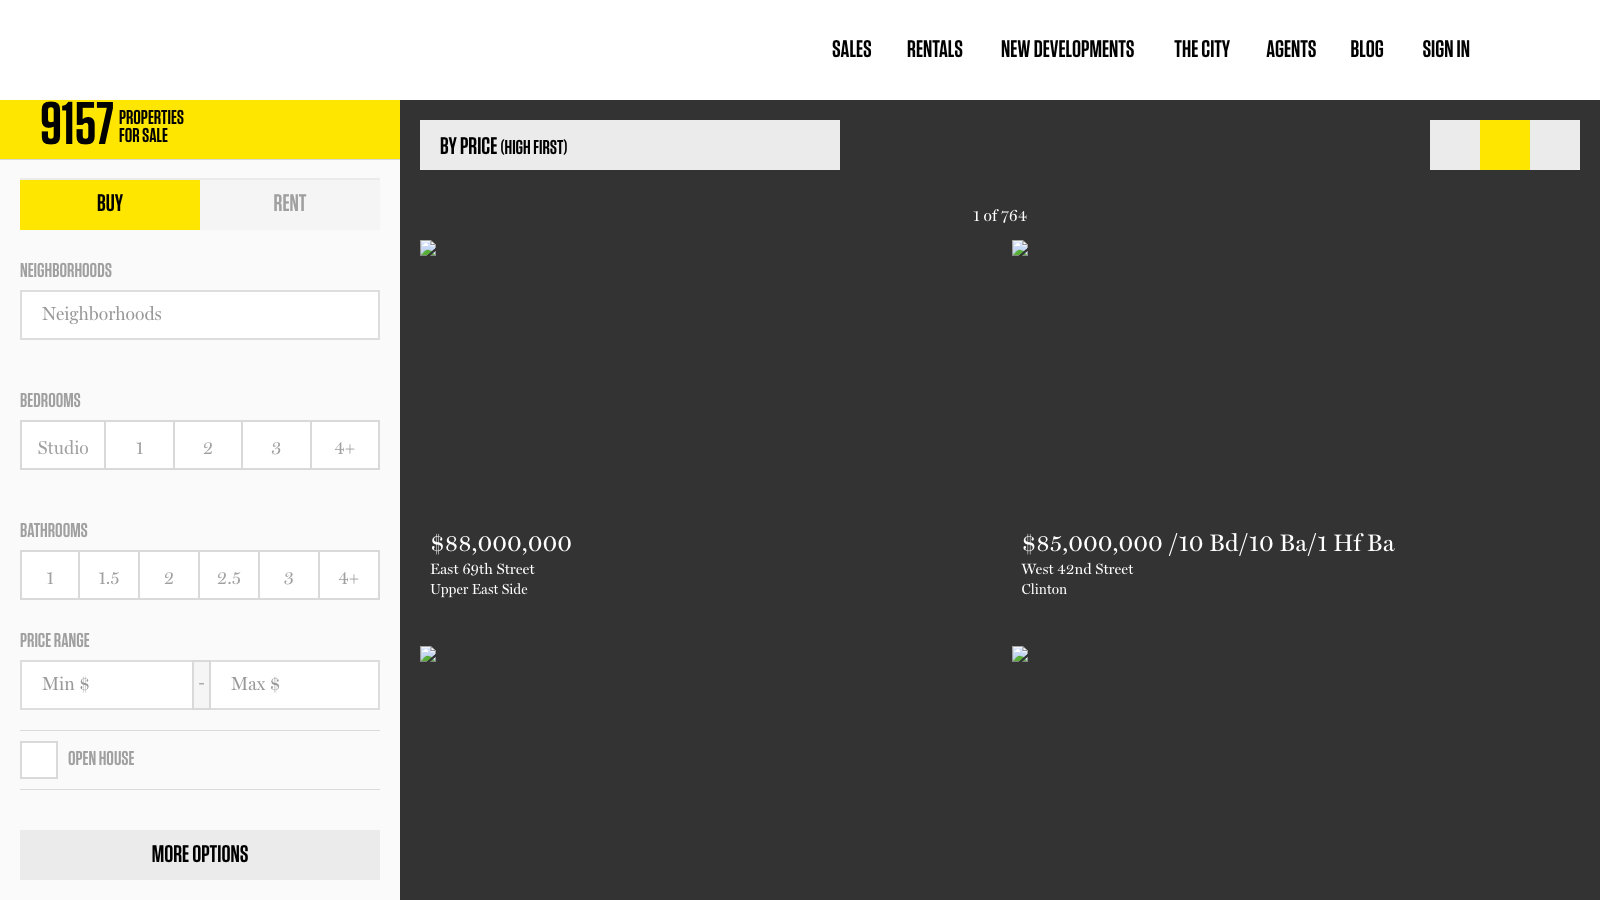 SALES RENTALS NEW DEVELOPMENTS THE CITY AGENTS BLOG SIGN IN
9157 PROPERTIES
FOR SALE
BUY RENT
NEIGHBORHOODS
Neighborhoods
BEDROOMS
Studio 1 2 3 4+
BATHROOMS
1 1.5 2 2.5 3 4+
PRICE RANGE
Min $ - Max $
OPEN HOUSE
MORE OPTIONS
BY PRICE (HIGH FIRST)
1 of 764
$88,000,000
East 69th Street
Upper East Side
$85,000,000 /10 Bd/10 Ba/1 Hf Ba
West 42nd Street
Clinton